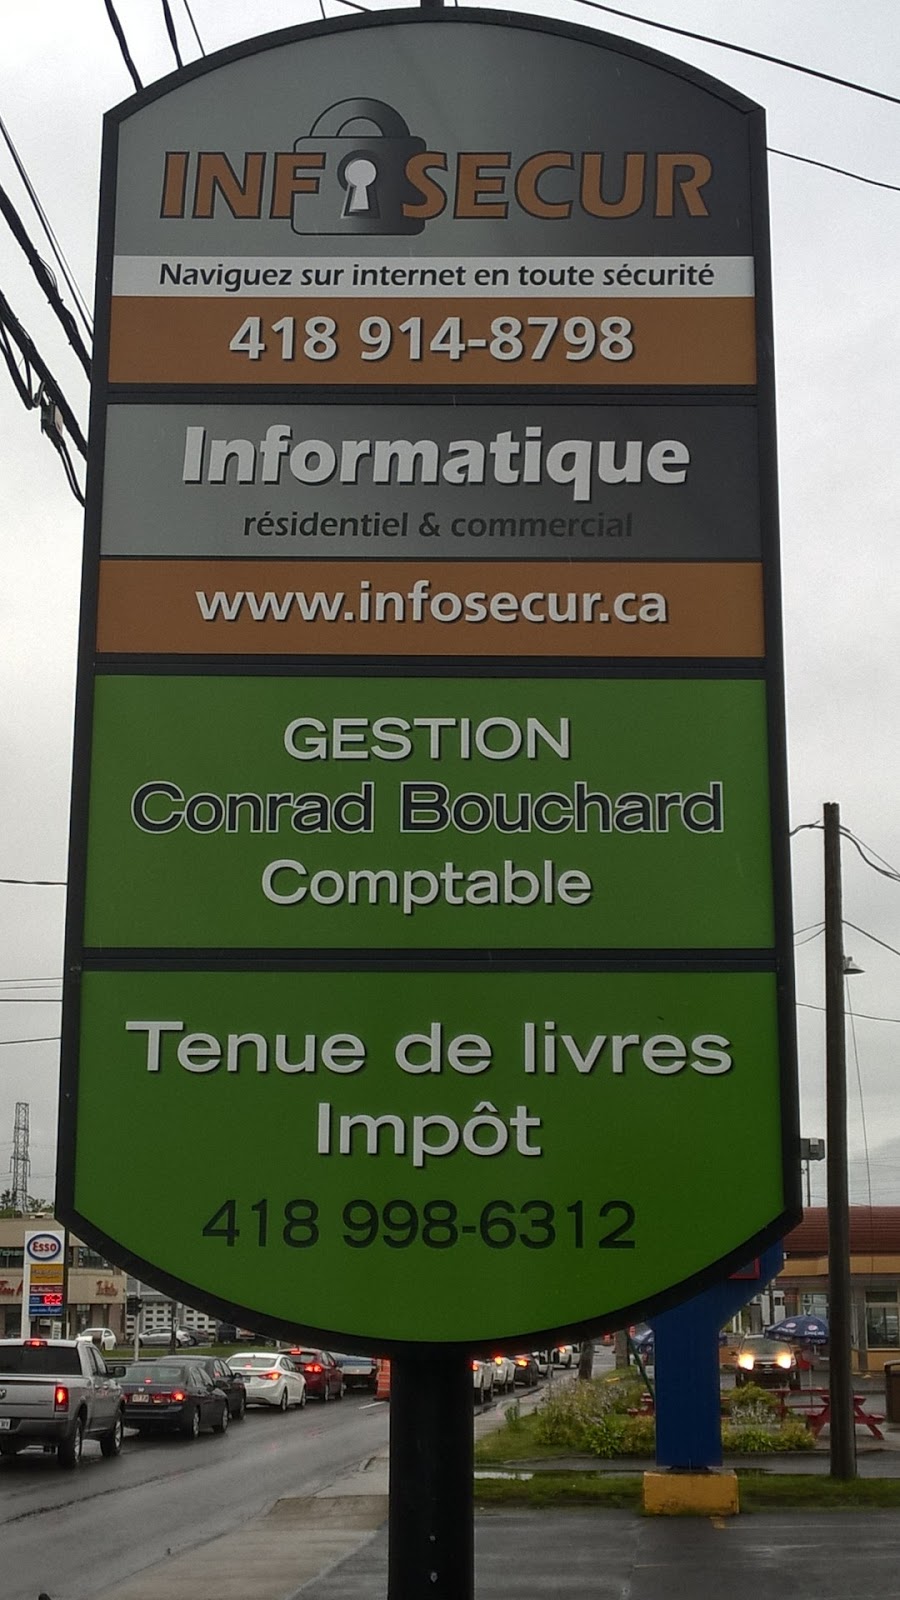 INFOSECUR
Naviguez sur internet en toute sécurité
418 914-8798
Informatique
résidentiel & commercial
www.infosecur.ca
GESTION
Conrad Bouchard
Comptable
Tenue de livres
Impôt
418 998-6312
Esso